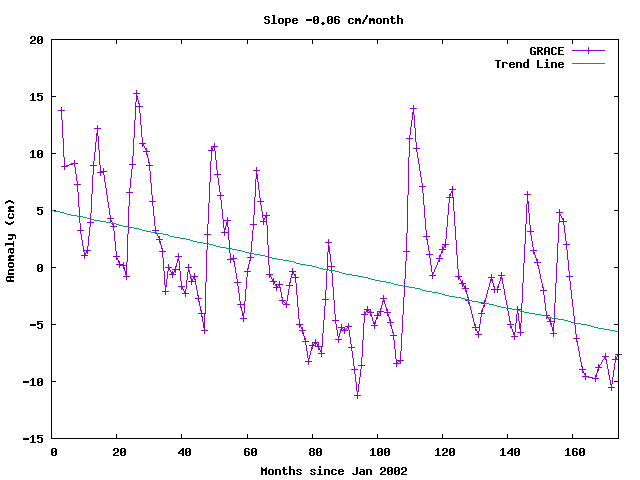 Slope -0.06 cm/month
GRACE
Trend Line
20
15
10
5
0
-5
-10
-15
Anomaly (cm)
0 20 40 60 80 100 120 140 160
Months since Jan 2002